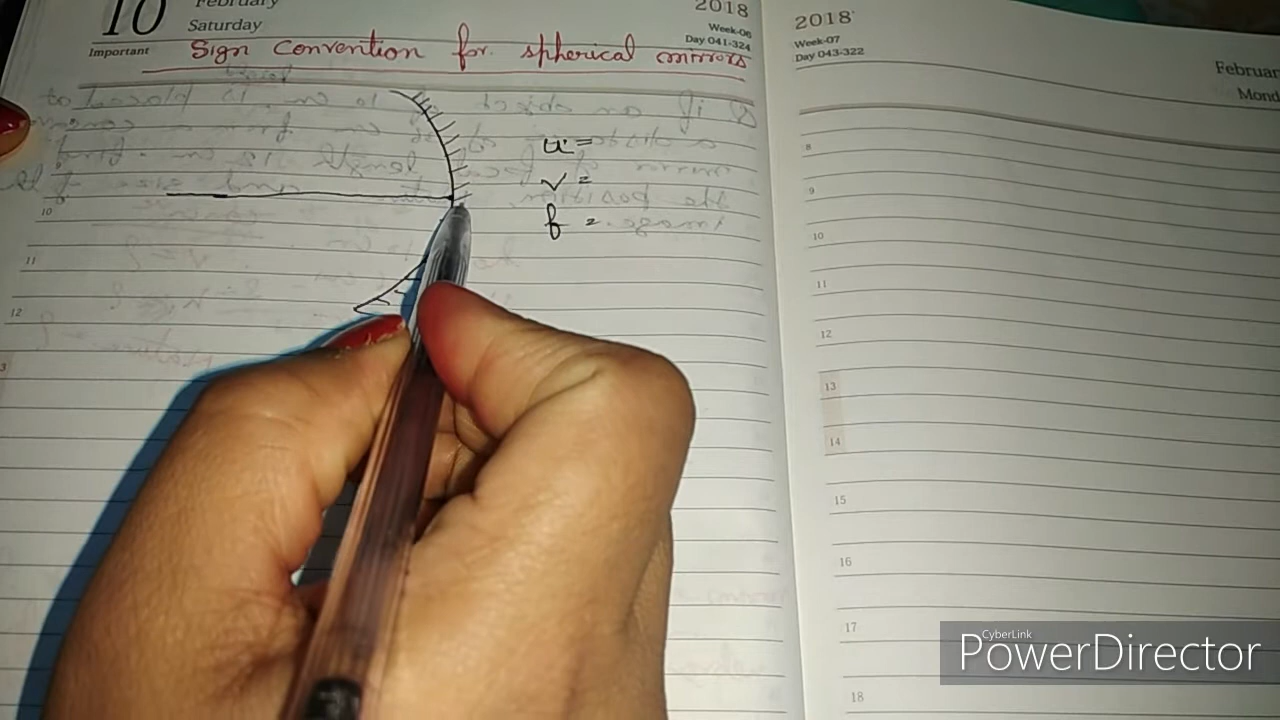 10
February
Saturday
Important
2018
Week-06
Day 041-324
Sign Convention for spherical mirrors
u =
v =
f =
10
11
12
3
2018
Week-07
Day 043-322
Februar
Mond
8
9
10
11
12
13
14
15
16
17
18
CyberLink
PowerDirector